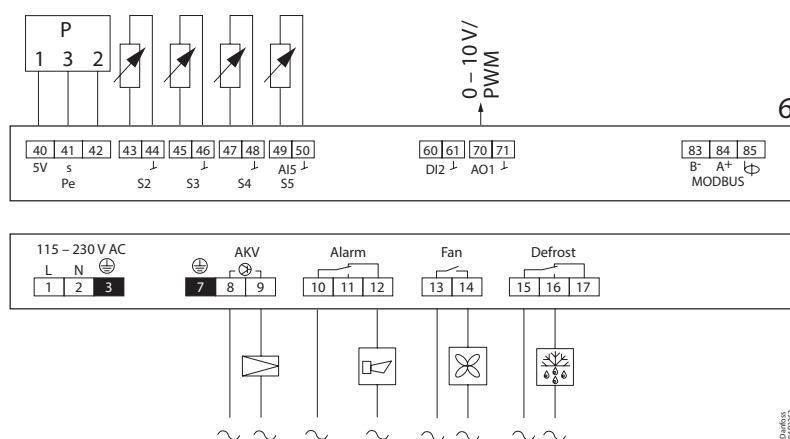 P
1 3 2
0 – 10 V/
PWM
6
40 41 42 43 44 45 46 47 48 49 50 60 61 70 71 83 84 85
5V s AI5 DI2 AO1 B- A+
Pe S2 S3 S4 S5 MODBUS
115 – 230 V AC AKV Alarm Fan Defrost
L N
1 2 3 7 8 9 10 11 12 13 14 15 16 17
Danfoss